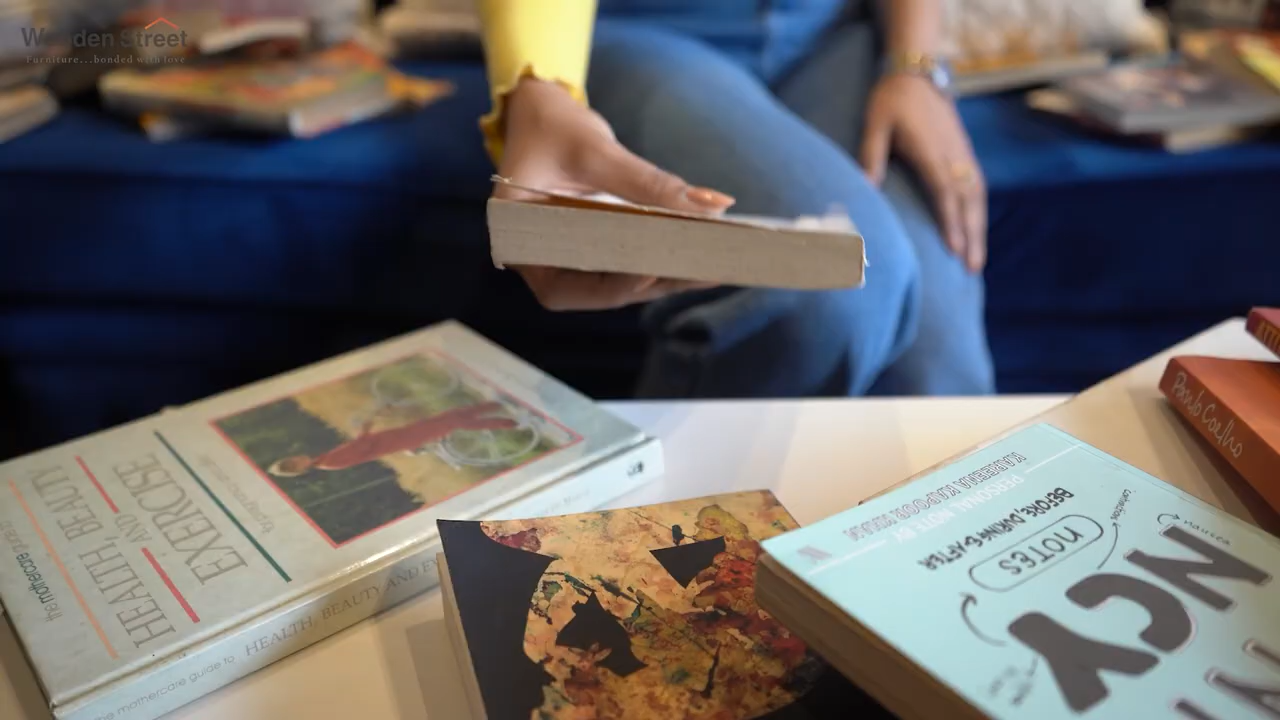 Wooden Street
Furniture...bonded with love
the mothercare guide to
HEALTH, BEAUTY
AND
EXERCISE
the mothercare guide to HEALTH, BEAUTY AND
NCY
NOTES
BEFORE, DURING & AFTER
PERSONAL NOTE BY
KAREENA KAPOOR KHAN
Paulo Coelho